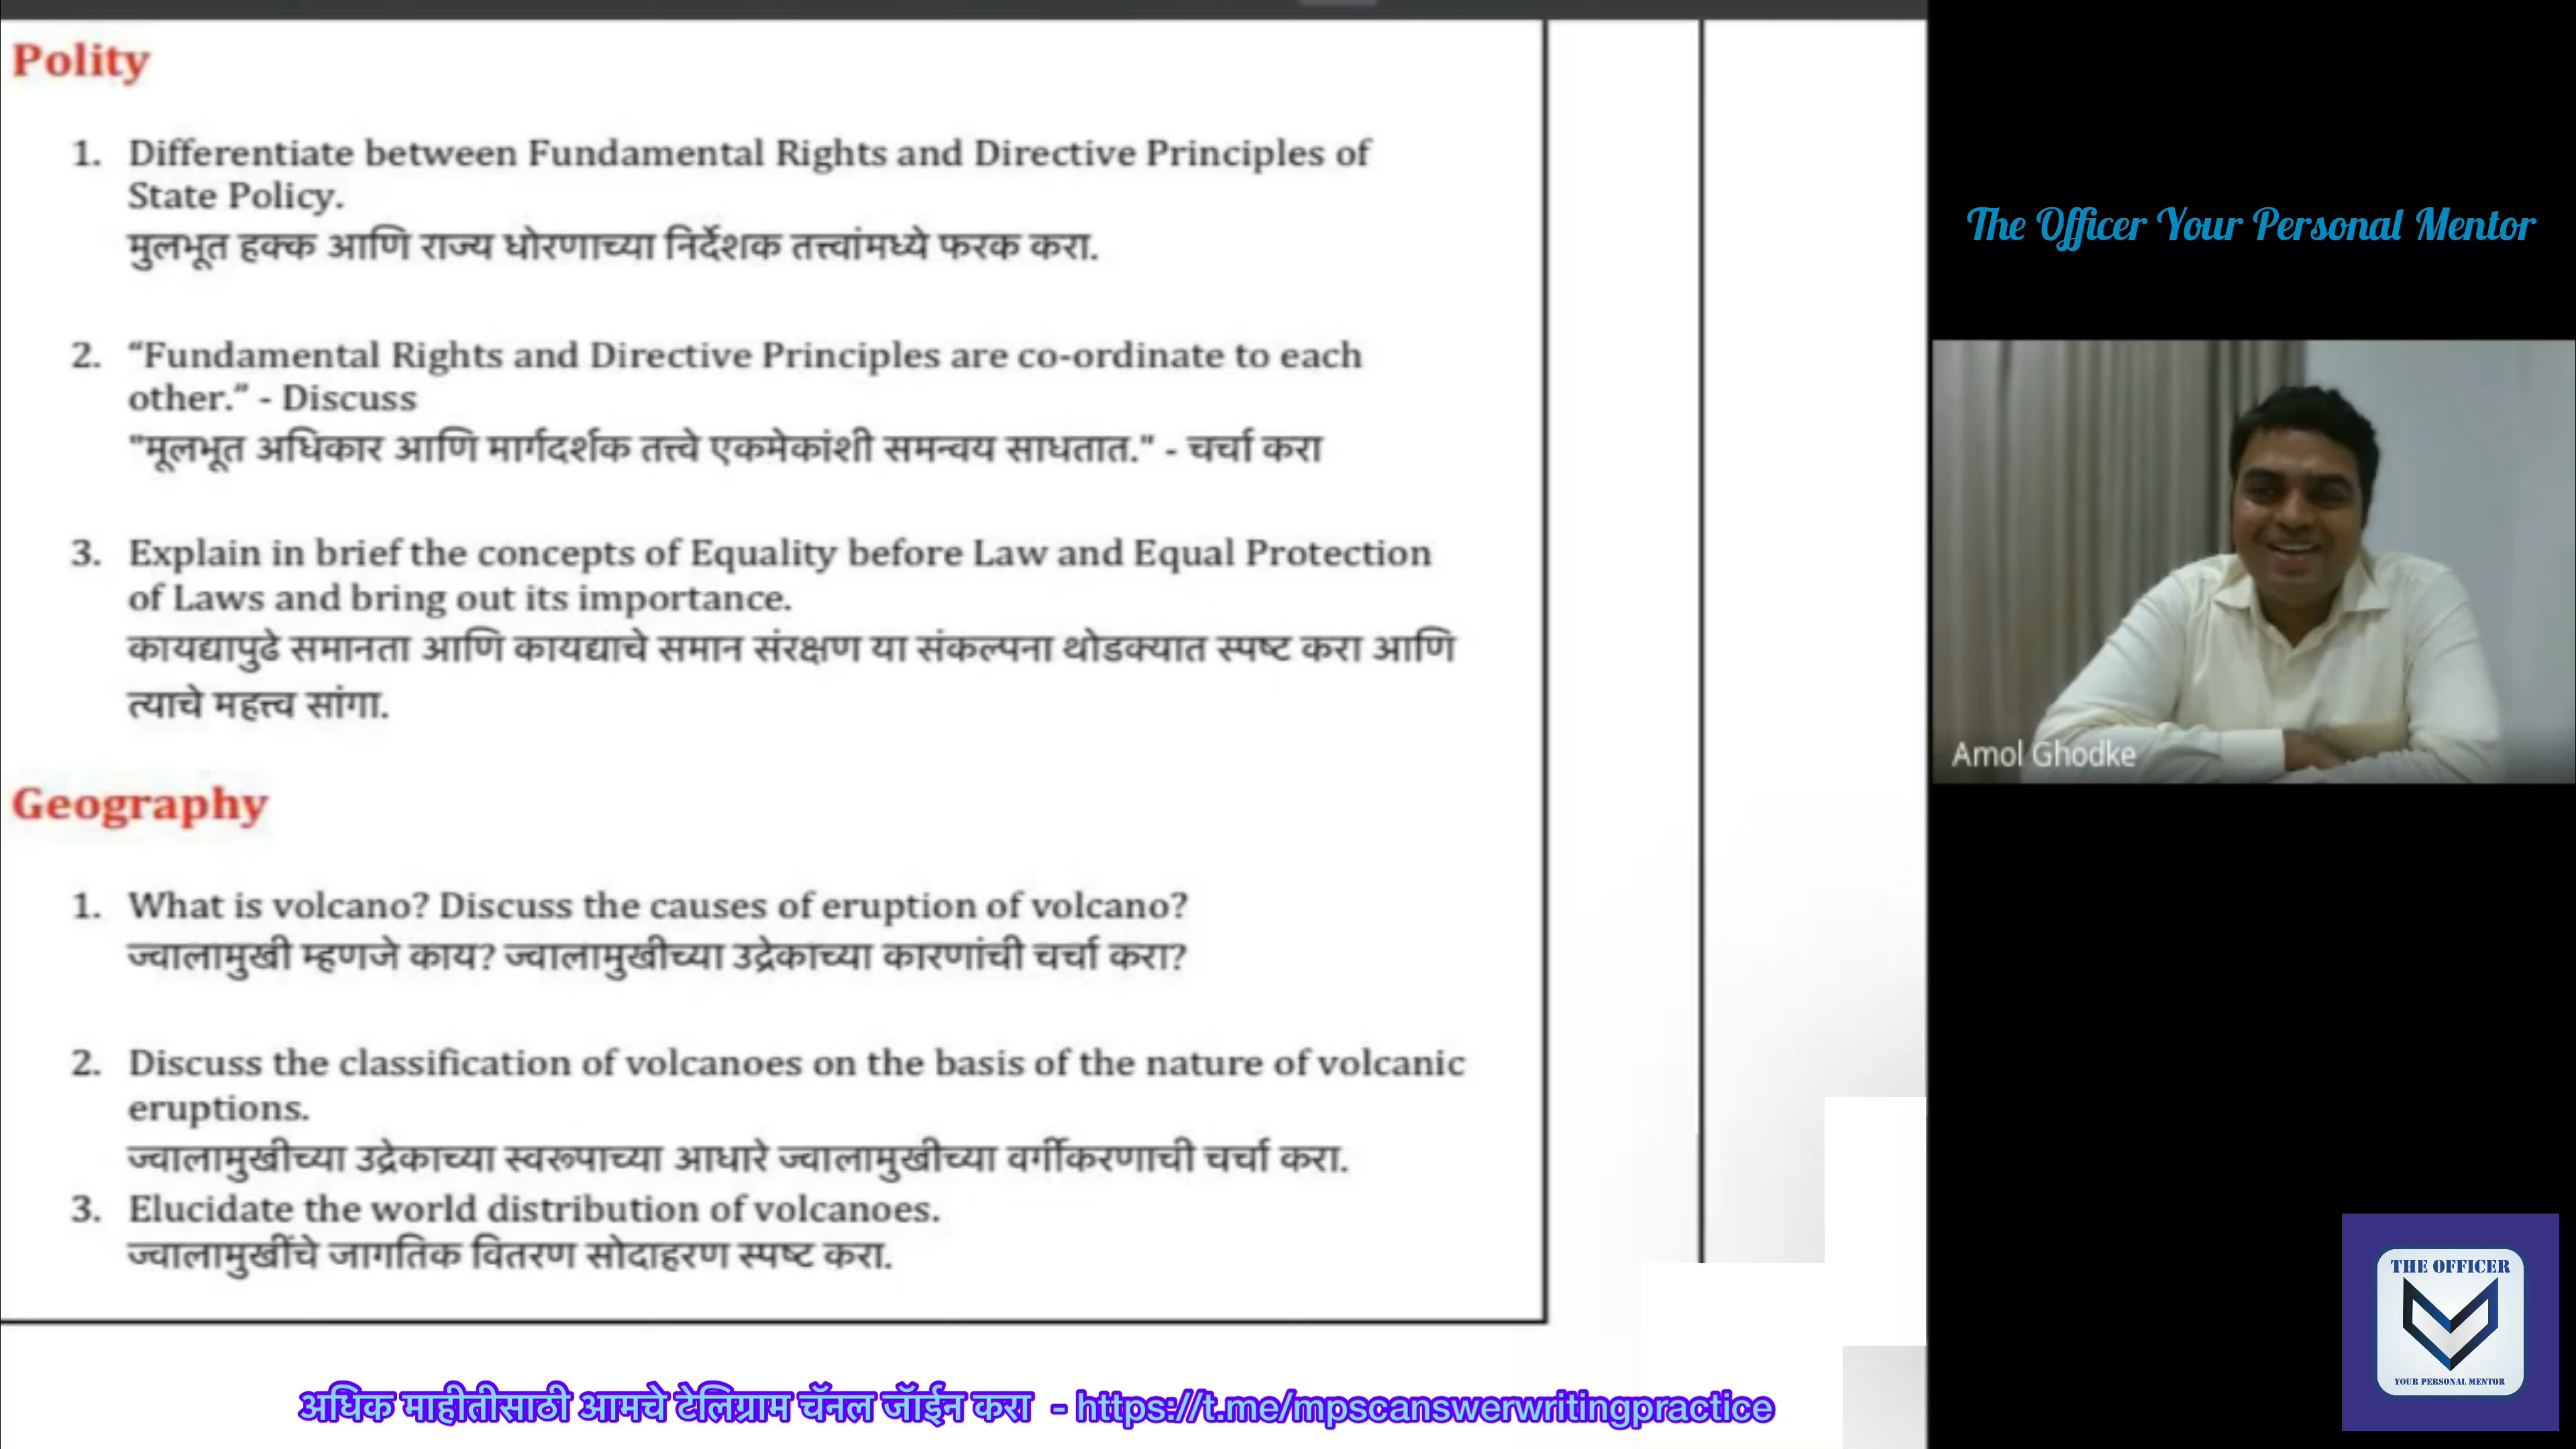 Polity
1. Differentiate between Fundamental Rights and Directive Principles of
State Policy.
मुलभूत हक्क आणि राज्य धोरणाच्या निर्देशक तत्त्वांमध्ये फरक करा.
2. “Fundamental Rights and Directive Principles are co-ordinate to each
other.” - Discuss
"मूलभूत अधिकार आणि मार्गदर्शक तत्त्वे एकमेकांशी समन्वय साधतात." - चर्चा करा
3. Explain in brief the concepts of Equality before Law and Equal Protection
of Laws and bring out its importance.
कायद्यापुढे समानता आणि कायद्याचे समान संरक्षण या संकल्पना थोडक्यात स्पष्ट करा आणि
त्याचे महत्त्व सांगा.
Geography
1. What is volcano? Discuss the causes of eruption of volcano?
ज्वालामुखी म्हणजे काय? ज्वालामुखीच्या उद्रेकाच्या कारणांची चर्चा करा?
2. Discuss the classification of volcanoes on the basis of the nature of volcanic
eruptions.
ज्वालामुखीच्या उद्रेकाच्या स्वरूपाच्या आधारे ज्वालामुखीच्या वर्गीकरणाची चर्चा करा.
3. Elucidate the world distribution of volcanoes.
ज्वालामुखींचे जागतिक वितरण सोदाहरण स्पष्ट करा.
अधिक माहीतीसाठी आमचे टेलिग्राम चॅनल जॉईन करा - https://t.me/mpscanswerwritingpractice
The Officer Your Personal Mentor
Amol Ghodke
THE OFFICER
YOUR PERSONAL MENTOR